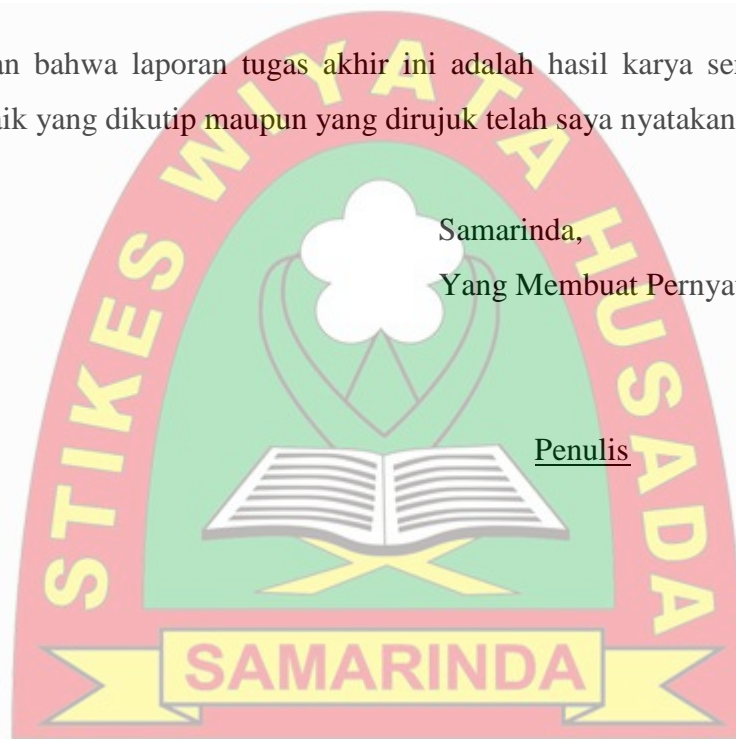 an bahwa laporan tugas akhir ini adalah hasil karya se
aik yang dikutip maupun yang dirujuk telah saya nyatakan
Samarinda,
Yang Membuat Pernya
Penulis
STIKES WIYATA HUSADA
SAMARINDA